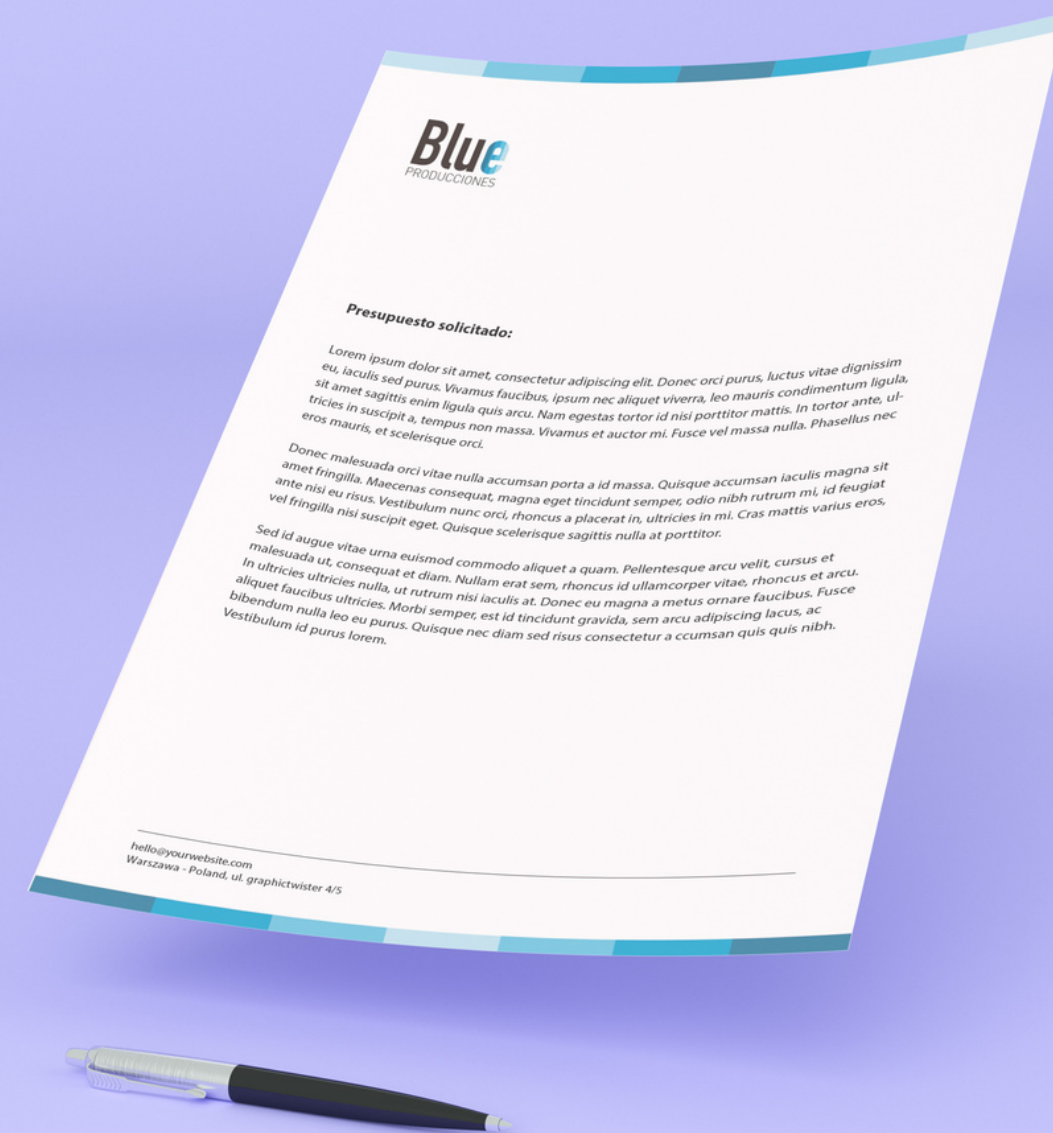 Blue
PRODUCCIONES
Presupuesto solicitado:
Lorem ipsum dolor sit amet, consectetur adipiscing elit. Donec orci purus, luctus vitae dignissim
eu, iaculis sed purus. Vivamus faucibus, ipsum nec aliquet viverra, leo mauris condimentum ligula,
sit amet sagittis enim ligula quis arcu. Nam egestas tortor id nisi porttitor mattis. In tortor ante, ul-
tricies in suscipit a, tempus non massa. Vivamus et auctor mi. Fusce vel massa nulla. Phasellus nec
eros mauris, et scelerisque orci.
Donec malesuada orci vitae nulla accumsan porta a id massa. Quisque accumsan iaculis magna sit
amet fringilla. Maecenas consequat, magna eget tincidunt semper, odio nibh rutrum mi, id feugiat
ante nisi eu risus. Vestibulum nunc orci, rhoncus a placerat in, ultricies in mi. Cras mattis varius eros,
vel fringilla nisi suscipit eget. Quisque scelerisque sagittis nulla at porttitor.
Sed id augue vitae urna euismod commodo aliquet a quam. Pellentesque arcu velit, cursus et
malesuada ut, consequat et diam. Nullam erat sem, rhoncus id ullamcorper vitae, rhoncus et arcu.
In ultricies ultricies nulla, ut rutrum nisi iaculis at. Donec eu magna a metus ornare faucibus. Fusce
aliquet faucibus ultricies. Morbi semper, est id tincidunt gravida, sem arcu adipiscing lacus, ac
bibendum nulla leo eu purus. Quisque nec diam sed risus consectetur a ccumsan quis quis nibh.
Vestibulum id purus lorem.
hello@yourwebsite.com
Warszawa - Poland, ul. graphictwister 4/5